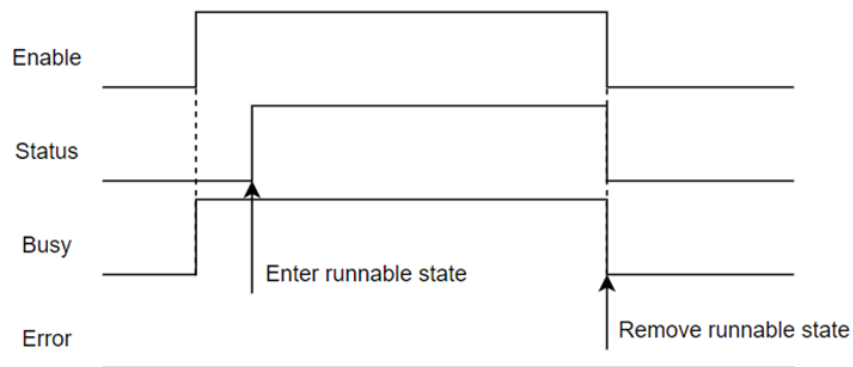 Enable
Status
Busy
Enter runnable state
Remove runnable state
Error